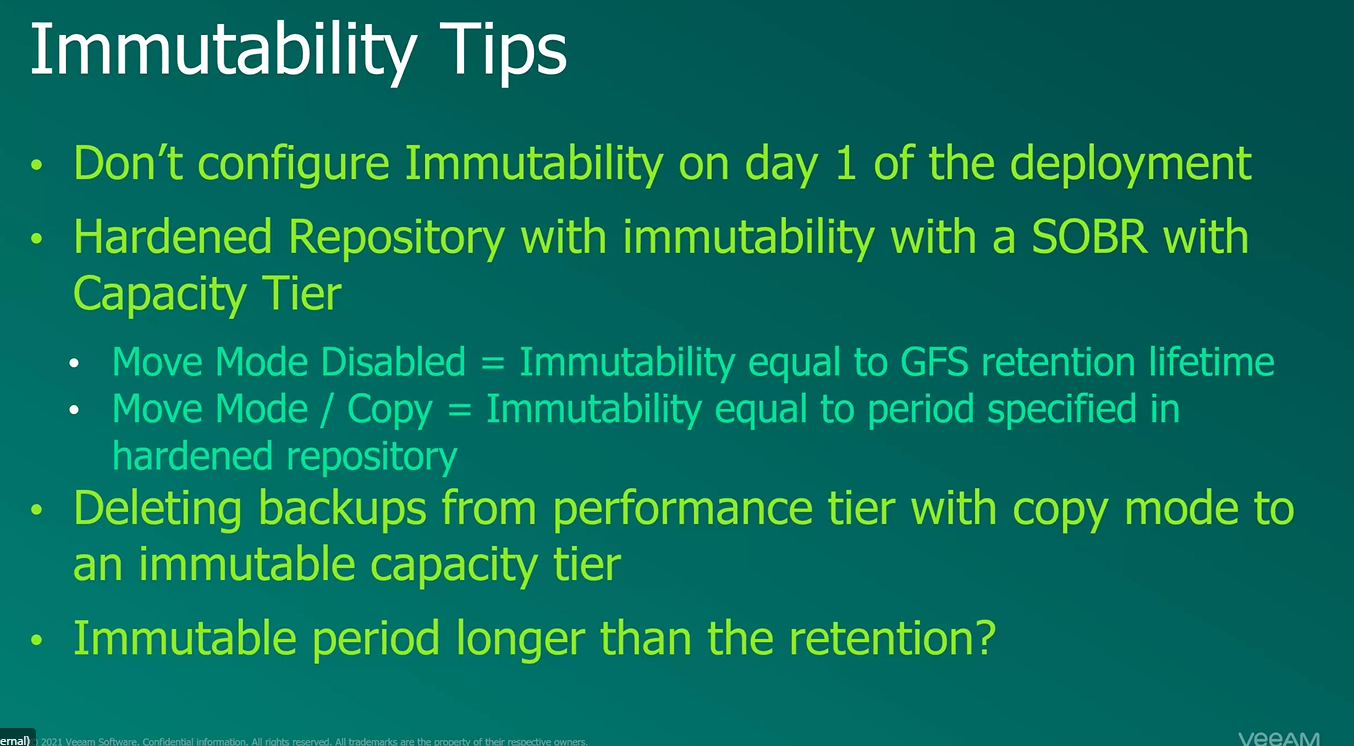 Immutability Tips
• Don’t configure Immutability on day 1 of the deployment
• Hardened Repository with immutability with a SOBR with
Capacity Tier
• Move Mode Disabled = Immutability equal to GFS retention lifetime
• Move Mode / Copy = Immutability equal to period specified in
hardened repository
• Deleting backups from performance tier with copy mode to
an immutable capacity tier
• Immutable period longer than the retention?
ernal)
© 2021 Veeam Software. Confidential information. All rights reserved. All trademarks are the property of their respective owners.
veeam